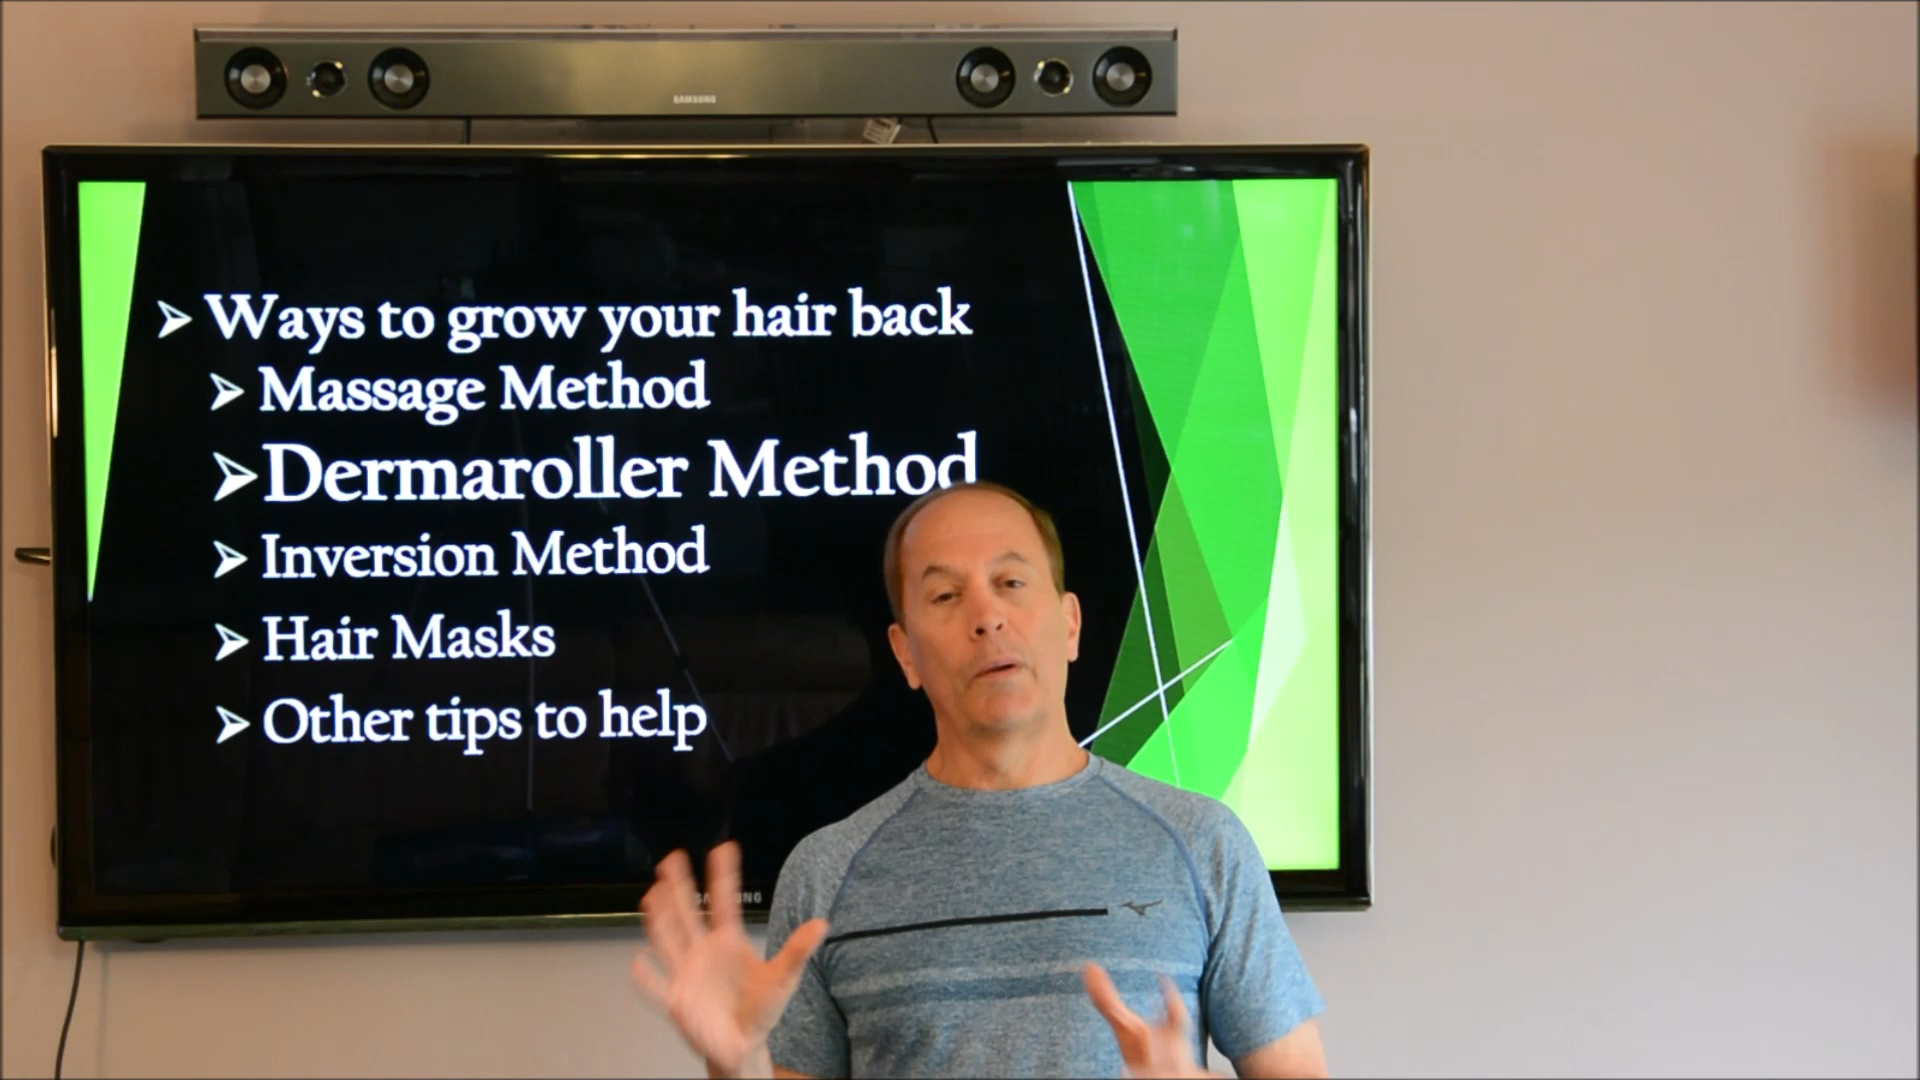 SAMSUNG
Ways to grow your hair back
Massage Method
Dermaroller Method
Inversion Method
Hair Masks
Other tips to help
SAMSUNG